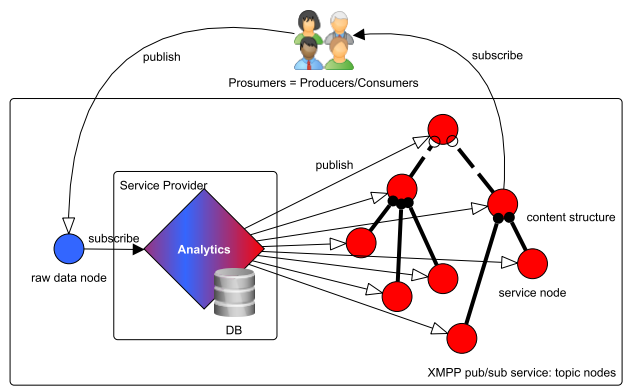 publish
subscribe
Prosumers = Producers/Consumers
publish
Service Provider
subscribe
Analytics
content structure
raw data node
service node
DB
XMPP pub/sub service: topic nodes